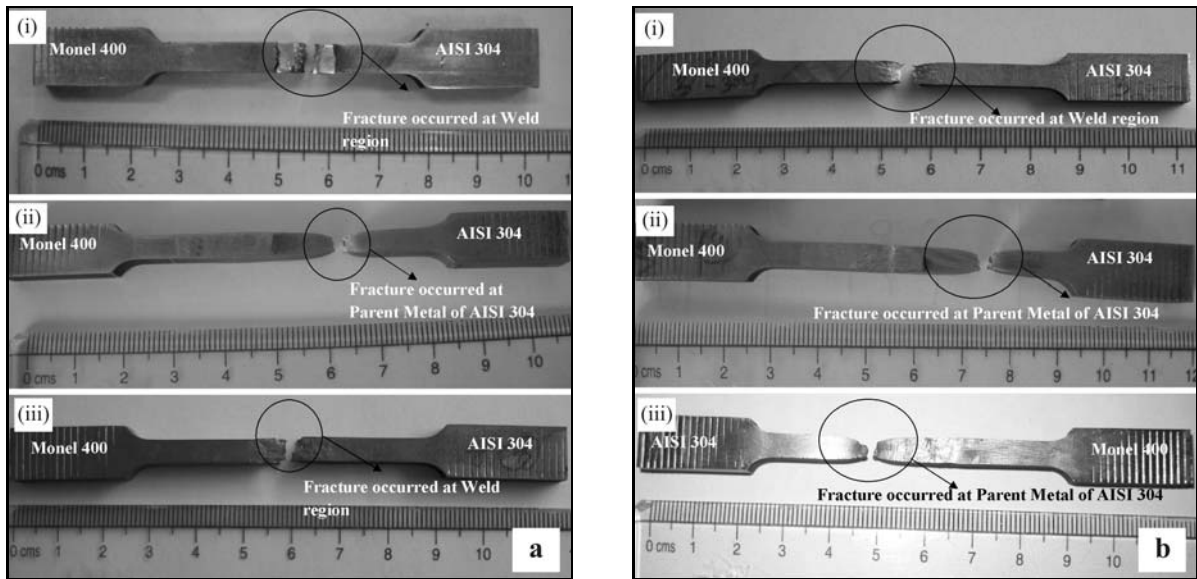 (i)
Monel 400
AISI 304
Fracture occurred at Weld
region
0 cms 1 2 3 4 5 6 7 8 9 10
(ii)
Monel 400
AISI 304
Fracture occurred at
Parent Metal of AISI 304
0 cms 1 2 3 4 5 6 7 8 9 10
(iii)
Monel 400
AISI 304
Fracture occurred at Weld
region
0 cms 1 2 3 4 5 6 7 8 9 10
a
(i)
Monel 400
AISI 304
Fracture occurred at Weld region
0 cms 1 2 3 4 5 6 7 8 9 10 11
(ii)
Monel 400
AISI 304
Fracture occurred at Parent Metal of AISI 304
0 cms 1 2 3 4 5 6 7 8 9 10 11 12
(iii)
AISI 304
Monel 400
Fracture occurred at Parent Metal of AISI 304
0 cms 1 2 3 4 5 6 7 8 9 10
b